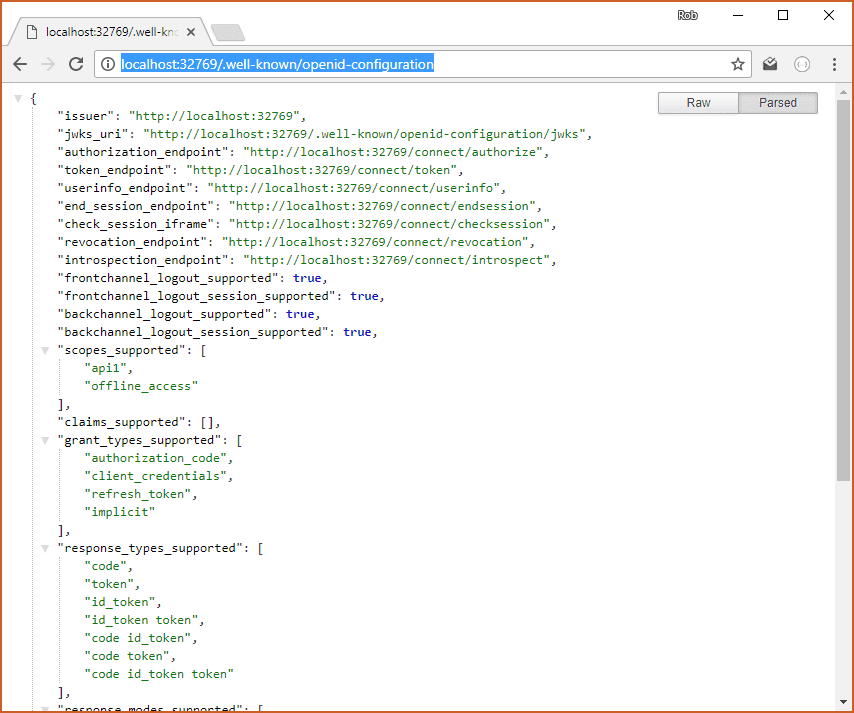 Rob
localhost:32769/.well-kno
localhost:32769/.well-known/openid-configuration
Raw Parsed
{
"issuer": "http://localhost:32769",
"jwks_uri": "http://localhost:32769/.well-known/openid-configuration/jwks",
"authorization_endpoint": "http://localhost:32769/connect/authorize",
"token_endpoint": "http://localhost:32769/connect/token",
"userinfo_endpoint": "http://localhost:32769/connect/userinfo",
"end_session_endpoint": "http://localhost:32769/connect/endsession",
"check_session_iframe": "http://localhost:32769/connect/checksession",
"revocation_endpoint": "http://localhost:32769/connect/revocation",
"introspection_endpoint": "http://localhost:32769/connect/introspect",
"frontchannel_logout_supported": true,
"frontchannel_logout_session_supported": true,
"backchannel_logout_supported": true,
"backchannel_logout_session_supported": true,
"scopes_supported": [
"api1",
"offline_access"
],
"claims_supported": [],
"grant_types_supported": [
"authorization_code",
"client_credentials",
"refresh_token",
"implicit"
],
"response_types_supported": [
"code",
"token",
"id_token",
"id_token token",
"code id_token",
"code token",
"code id_token token"
],
"response_modes_supported": [